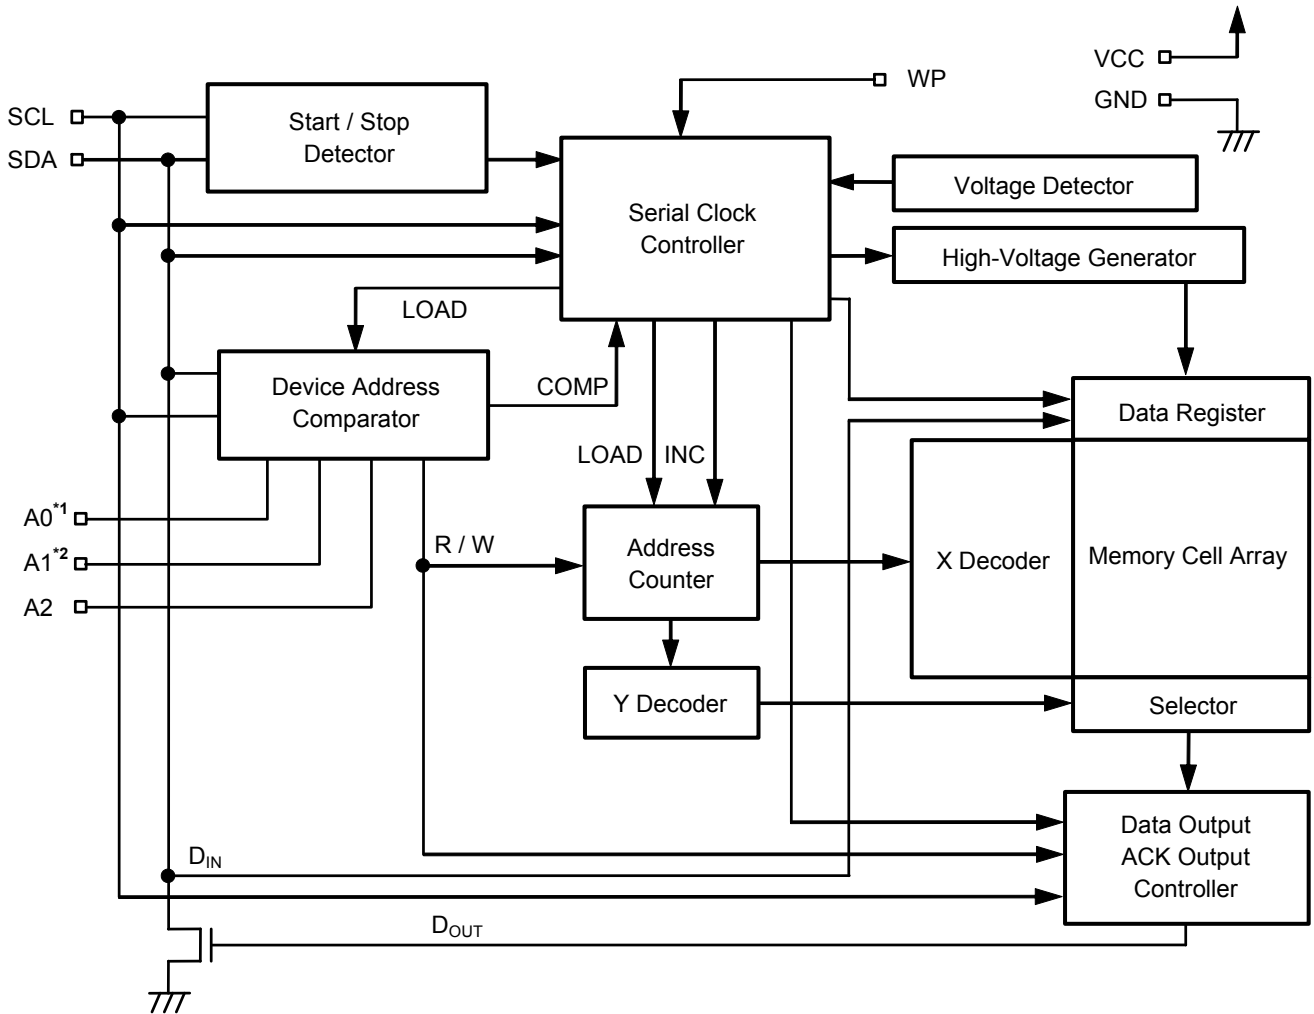 VCC
WP
GND
SCL
Start / Stop
Detector
SDA
Voltage Detector
Serial Clock
Controller
High-Voltage Generator
LOAD
Device Address
Comparator
COMP
Data Register
LOAD
INC
A0*1
A1*2
A2
R / W
Address
Counter
X Decoder
Memory Cell Array
Y Decoder
Selector
Data Output
ACK Output
Controller
DIN
DOUT